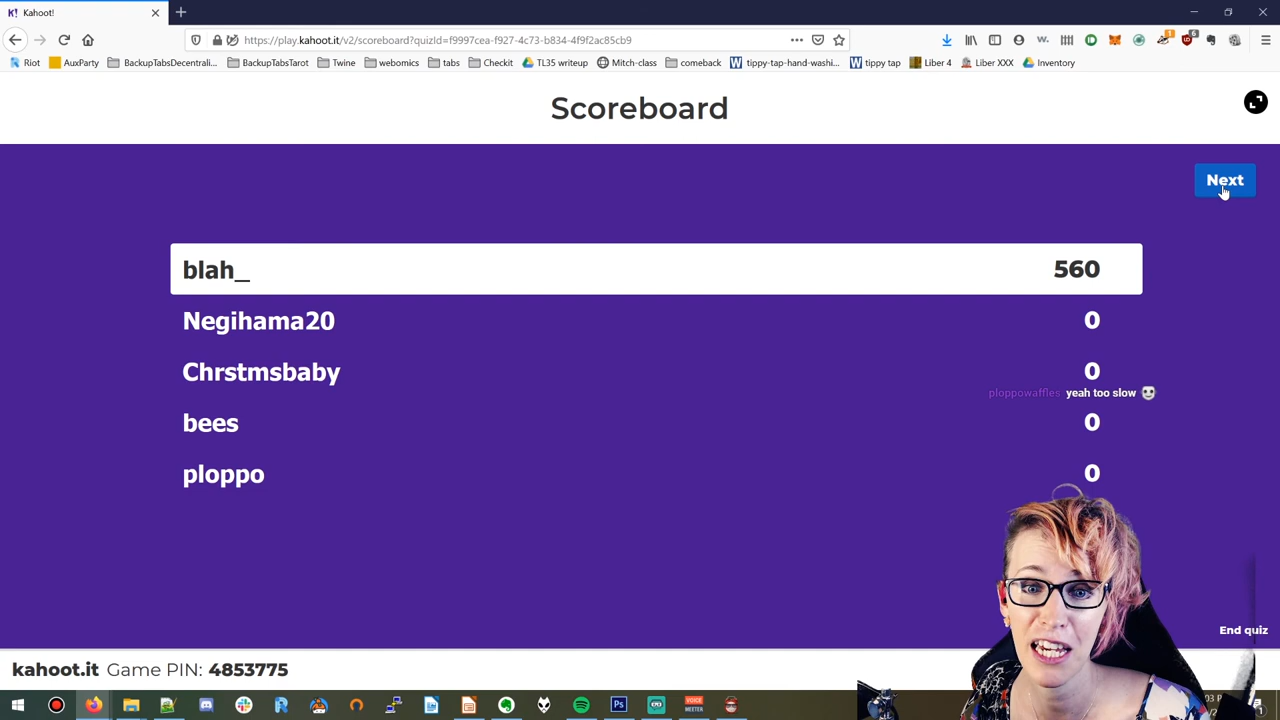 K! Kahoot!
https://play.kahoot.it/v2/scoreboard?quizId=f9997cea-f927-4c73-b834-4f9f2ac85cb9
Riot AuxParty BackupTabsDecentrali... BackupTabsTarot Twine webomics tabs Checkit TL35 writeup Mitch-class comeback tippy-tap-hand-washi... tippy tap Liber 4 Liber XXX Inventory
Scoreboard
Next
blah_ 560
Negihama20 0
Chrstmsbaby 0
ploppowaffles yeah too slow
bees 0
ploppo 0
End quiz
kahoot.it Game PIN: 4853775